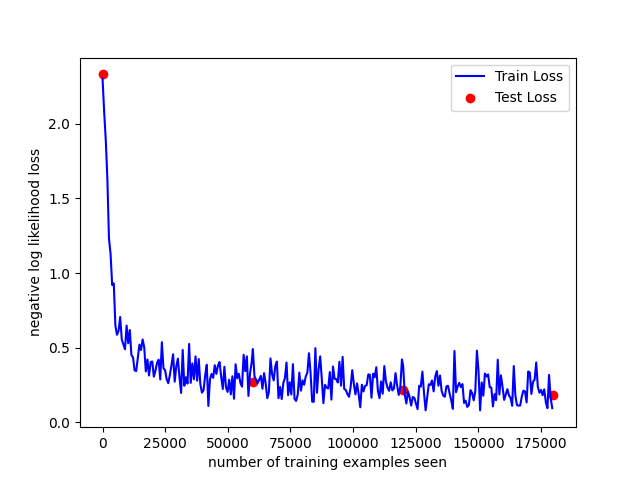 Train Loss
Test Loss
2.0
1.5
1.0
0.5
0.0
negative log likelihood loss
0 25000 50000 75000 100000 125000 150000 175000
number of training examples seen